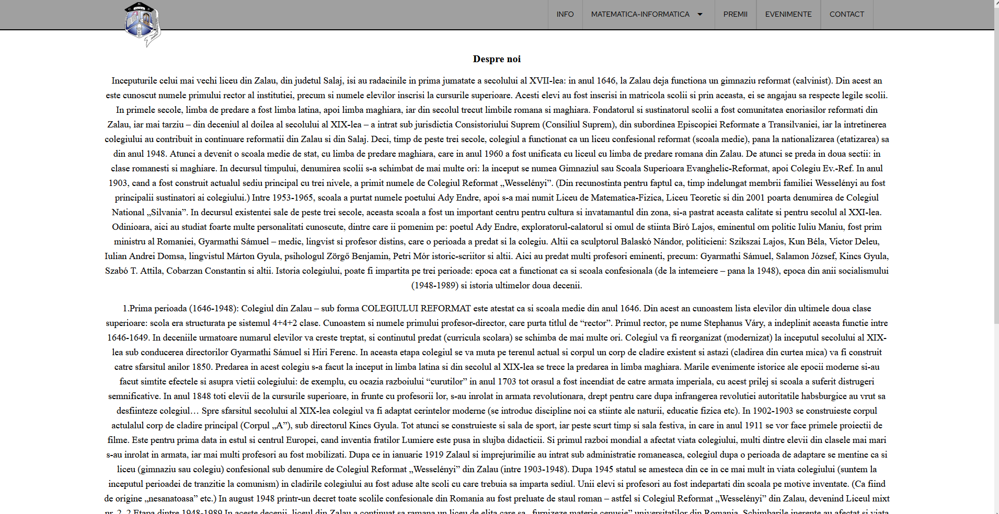 C. N. S.
INFO
MATEMATICA-INFORMATICA
PREMII
EVENIMENTE
CONTACT
Despre noi
Inceputurile celui mai vechi liceu din Zalau, din judetul Salaj, isi au radacinile in prima jumatate a secolului al XVII-lea: in anul 1646, la Zalau deja functiona un gimnaziu reformat (calvinist). Din acest an
este cunoscut numele primului rector al institutiei, precum si numele elevilor inscrisi la cursurile superioare. Acesti elevi au fost inscrisi in matricola scolii si prin aceasta, ei se angajau sa respecte legile scolii.
In primele secole, limba de predare a fost limba latina, apoi limba maghiara, iar din secolul trecut limbile romana si maghiara. Fondatorul si sustinatorul scolii a fost comunitatea enoriasilor reformati din
Zalau, iar mai tarziu – din deceniul al doilea al secolului al XIX-lea – a intrat sub jurisdictia Consistoriului Suprem (Consiliul Suprem), din subordinea Episcopiei Reformate a Transilvaniei, iar la intretinerea
colegiului au contribuit in continuare reformatii din Zalau si din Salaj. Deci, timp de peste trei secole, colegiul a functionat ca un liceu confesional reformat (scoala medie), pana la nationalizarea (etatizarea) sa
din anul 1948. Atunci a devenit o scoala medie de stat, cu limba de predare maghiara, care in anul 1960 a fost unificata cu liceul cu limba de predare romana din Zalau. De atunci se preda in doua sectii: in
clase romanesti si maghiare. In decursul timpului, denumirea scolii s-a schimbat de mai multe ori: la inceput se numea Gimnaziul sau Scoala Superioara Evanghelic-Reformat, apoi Colegiu Ev.-Ref. In anul
1903, cand a fost construit actualul sediu principal cu trei nivele, a primit numele de Colegiul Reformat „Wesselényi”. (Din recunostinta pentru faptul ca, timp indelungat membrii familiei Wesselényi au fost
principalii sustinatori ai colegiului.) Intre 1953-1965, scoala a purtat numele poetului Ady Endre, apoi s-a mai numit Liceu de Matematica-Fizica, Liceu Teoretic si din 2001 poarta denumirea de Colegiul
National „Silvania”. In decursul existentei sale de peste trei secole, aceasta scoala a fost un important centru pentru cultura si invatamantul din zona, si-a pastrat aceasta calitate si pentru secolul al XXI-lea.
Odinioara, aici au studiat foarte multe personalitati cunoscute, dintre care ii pomenim pe: poetul Ady Endre, exploratorul-calatorul si omul de stiinta Biró Lajos, eminentul om politic Iuliu Maniu, fost prim
ministru al Romaniei, Gyarmathi Sámuel – medic, lingvist si profesor distins, care o perioada a predat si la colegiu. Altii ca sculptorul Balaskó Nándor, politicieni: Szikszai Lajos, Kun Béla, Victor Deleu,
Iulian Andrei Domsa, lingvistul Márton Gyula, psihologul Zörgő Benjamin, Petri Mór istoric-scriitor si altii. Aici au predat multi profesori eminenti, precum: Gyarmathi Sámuel, Salamon József, Kincs Gyula,
Szabó T. Attila, Cobarzan Constantin si altii. Istoria colegiului, poate fi impartita pe trei perioade: epoca cat a functionat ca si scoala confesionala (de la intemeiere – pana la 1948), epoca din anii socialismului
(1948-1989) si istoria ultimelor doua decenii.
1.Prima perioada (1646-1948): Colegiul din Zalau – sub forma COLEGIULUI REFORMAT este atestat ca si scoala medie din anul 1646. Din acest an cunoastem lista elevilor din ultimele doua clase
superioare: scola era structurata pe sistemul 4+4+2 clase. Cunoastem si numele primului profesor-director, care purta titlul de “rector”. Primul rector, pe nume Stephanus Váry, a indeplinit aceasta functie intre
1646-1649. In deceniile urmatoare numarul elevilor va creste treptat, si continutul predat (curricula scolara) se schimba de mai multe ori. Colegiul va fi reorganizat (modernizat) la inceputul secolului al XIX-
lea sub conducerea directorilor Gyarmathi Sámuel si Hiri Ferenc. In aceasta etapa colegiul se va muta pe terenul actual si corpul un corp de cladire existent si astazi (cladirea din curtea mica) va fi construit
catre sfarsitul anilor 1850. Predarea in acest colegiu s-a facut la inceput in limba latina si din secolul al XIX-lea se trece la predarea in limba maghiara. Marile evenimente istorice ale epocii moderne si-au
facut simtite efectele si asupra vietii colegiului: de exemplu, cu ocazia razboiului “curutilor” in anul 1703 tot orasul a fost incendiat de catre armata imperiala, cu acest prilej si scoala a suferit distrugeri
semnificative. In anul 1848 toti elevii de la cursurile superioare, in frunte cu profesorii lor, s-au inrolat in armata revolutionara, drept pentru care dupa infrangerea revolutiei autoritatile habsburgice au vrut sa
desfiinteze colegiul… Spre sfarsitul secolului al XIX-lea colegiul va fi adaptat cerintelor moderne (se introduc discipline noi ca stiinte ale naturii, educatie fizica etc). In 1902-1903 se construieste corpul
actulalul corp de cladire principal (Corpul „A”), sub directorul Kincs Gyula. Tot atunci se construieste si sala de sport, iar peste scurt timp si sala festiva, in care in anul 1911 se vor face primele proiectii de
filme. Este pentru prima data in estul si centrul Europei, cand inventia fratilor Lumiere este pusa in slujba didacticii. Si primul razboi mondial a afectat viata colegiului, multi dintre elevii din clasele mai mari
s-au inrolat in armata, iar mai multi profesori au fost mobilizati. Dupa ce in ianuarie 1919 Zalaul si imprejurimilie au intrat sub administratie romaneasca, colegiul dupa o perioada de adaptare se mentine ca si
liceu (gimnaziu sau colegiu) confesional sub denumire de Colegiul Reformat „Wesselényi” din Zalau (intre 1903-1948). Dupa 1945 statul se amesteca din ce in ce mai mult in viata colegiului (suntem la
inceputul perioadei de tranzitie la comunism) in cladirile colegiului au fost aduse alte scoli cu care trebuia sa imparta sediul. Unii elevi si profesori au fost indepartati din scoala pe motive inventate. (Ca fiind
de origine „nesanatoasa” etc.) In august 1948 printr-un decret toate scolile confesionale din Romania au fost preluate de staul roman – astfel si Colegiul Reformat „Wesselényi” din Zalau, devenind Liceul mixt
nr. 2. 2.Etapa dintre 1948-1989 In aceste decenii, liceul din Zalau a continuat sa ramana un liceu de elita care sa „furnizeze materie cenusie” universitatilor din Romania. Schimbarile inerente au afectat si viata